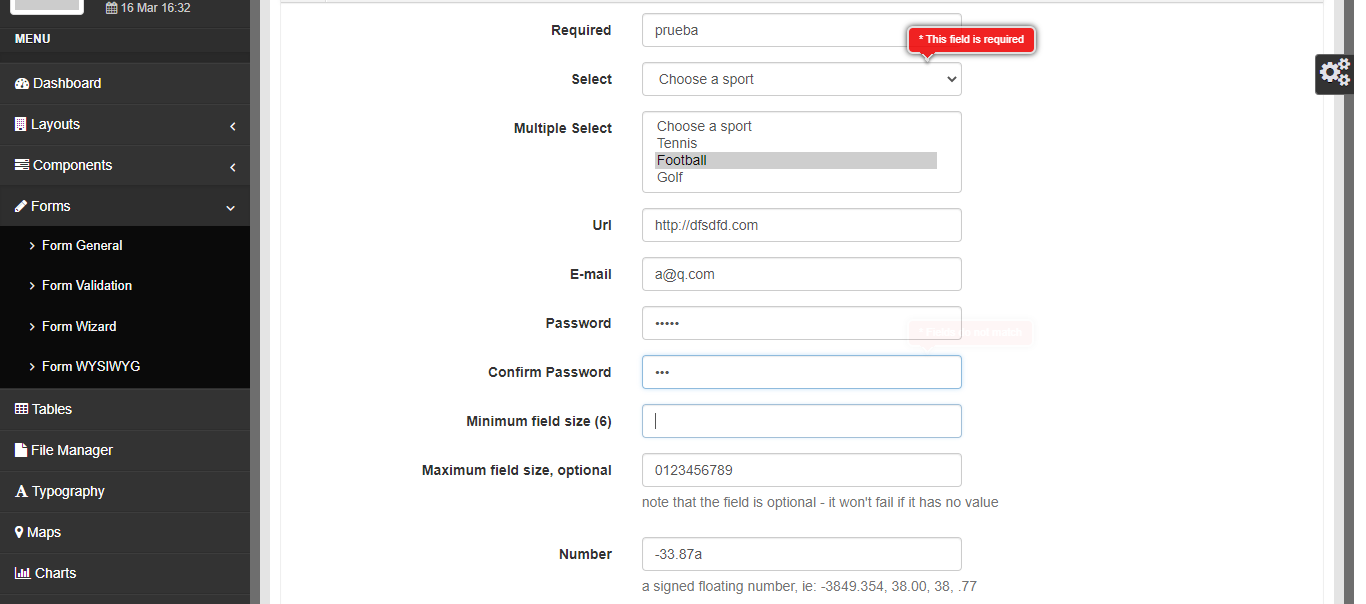 16 Mar 16:32
MENU
Dashboard
Layouts
Components
Forms
Form General
Form Validation
Form Wizard
Form WYSIWYG
Tables
File Manager
Typography
Maps
Charts
Required
prueba
* This field is required
Select
Choose a sport
Multiple Select
Choose a sport
Tennis
Football
Golf
Url
http://dfsdfd.com
E-mail
a@q.com
Password
•••••
* Fields do not match
Confirm Password
•••
Minimum field size (6)
Maximum field size, optional
0123456789
note that the field is optional - it won't fail if it has no value
Number
-33.87a
a signed floating number, ie: -3849.354, 38.00, 38, .77